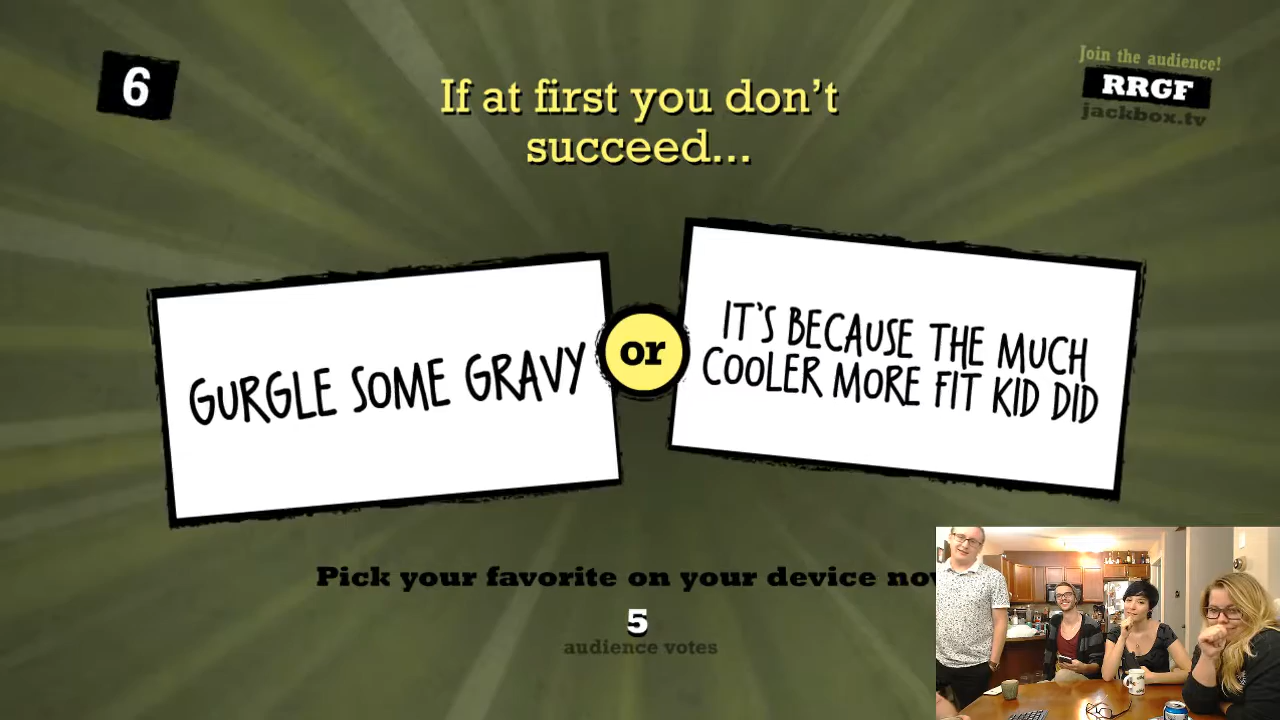 6
If at first you don't
succeed...
Join the audience!
RRGF
jackbox.tv
GURGLE SOME GRAVY
or
IT'S BECAUSE THE MUCH
COOLER MORE FIT KID DID
Pick your favorite on your device
5
audience votes